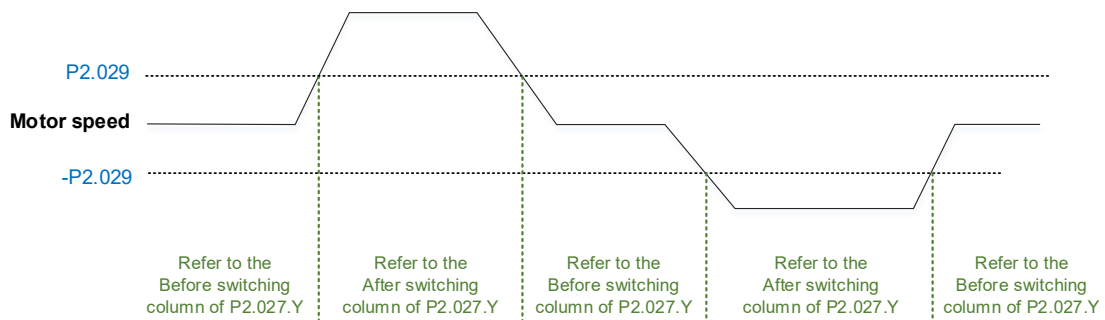 P2.029
Motor speed
-P2.029
Refer to the
Before switching
column of P2.027.Y
Refer to the
After switching
column of P2.027.Y
Refer to the
Before switching
column of P2.027.Y
Refer to the
After switching
column of P2.027.Y
Refer to the
Before switching
column of P2.027.Y